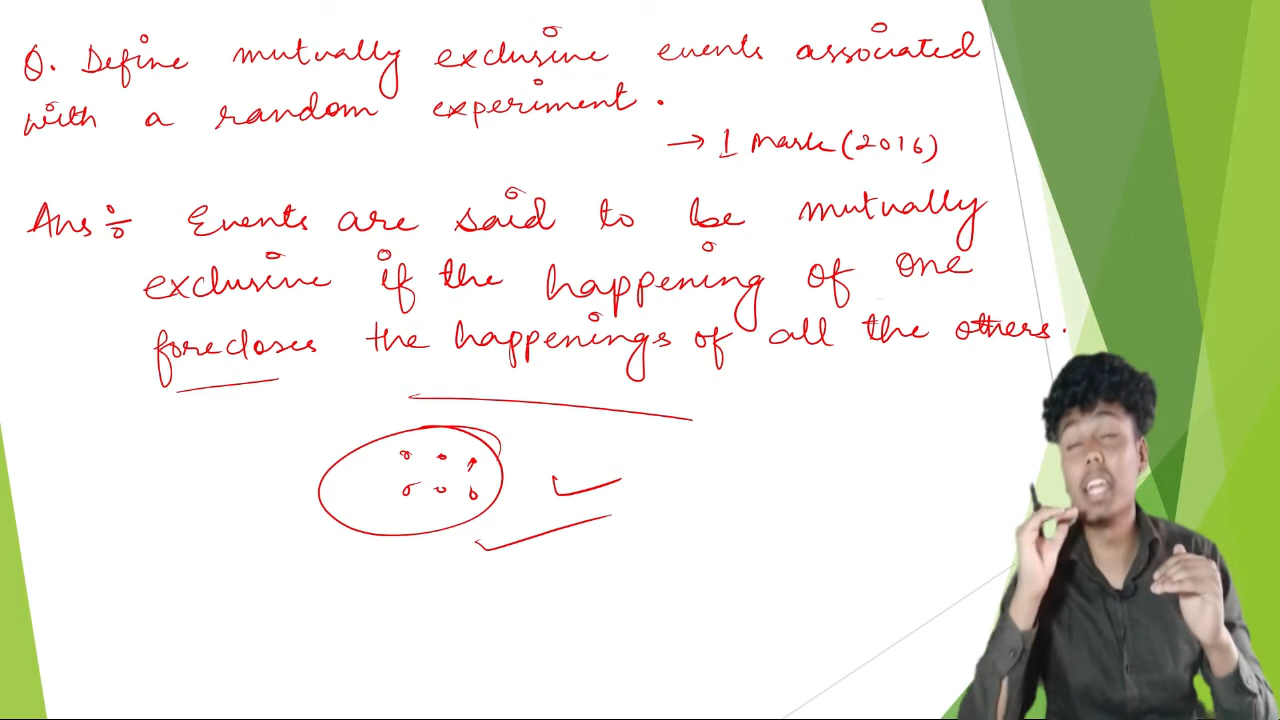 Q. Define mutually exclusive events associated
with a random experiment.
→ 1 Mark (2016)
Ans ÷ Events are said to be mutually
exclusive if the happening of one
forecloses the happenings of all the others.